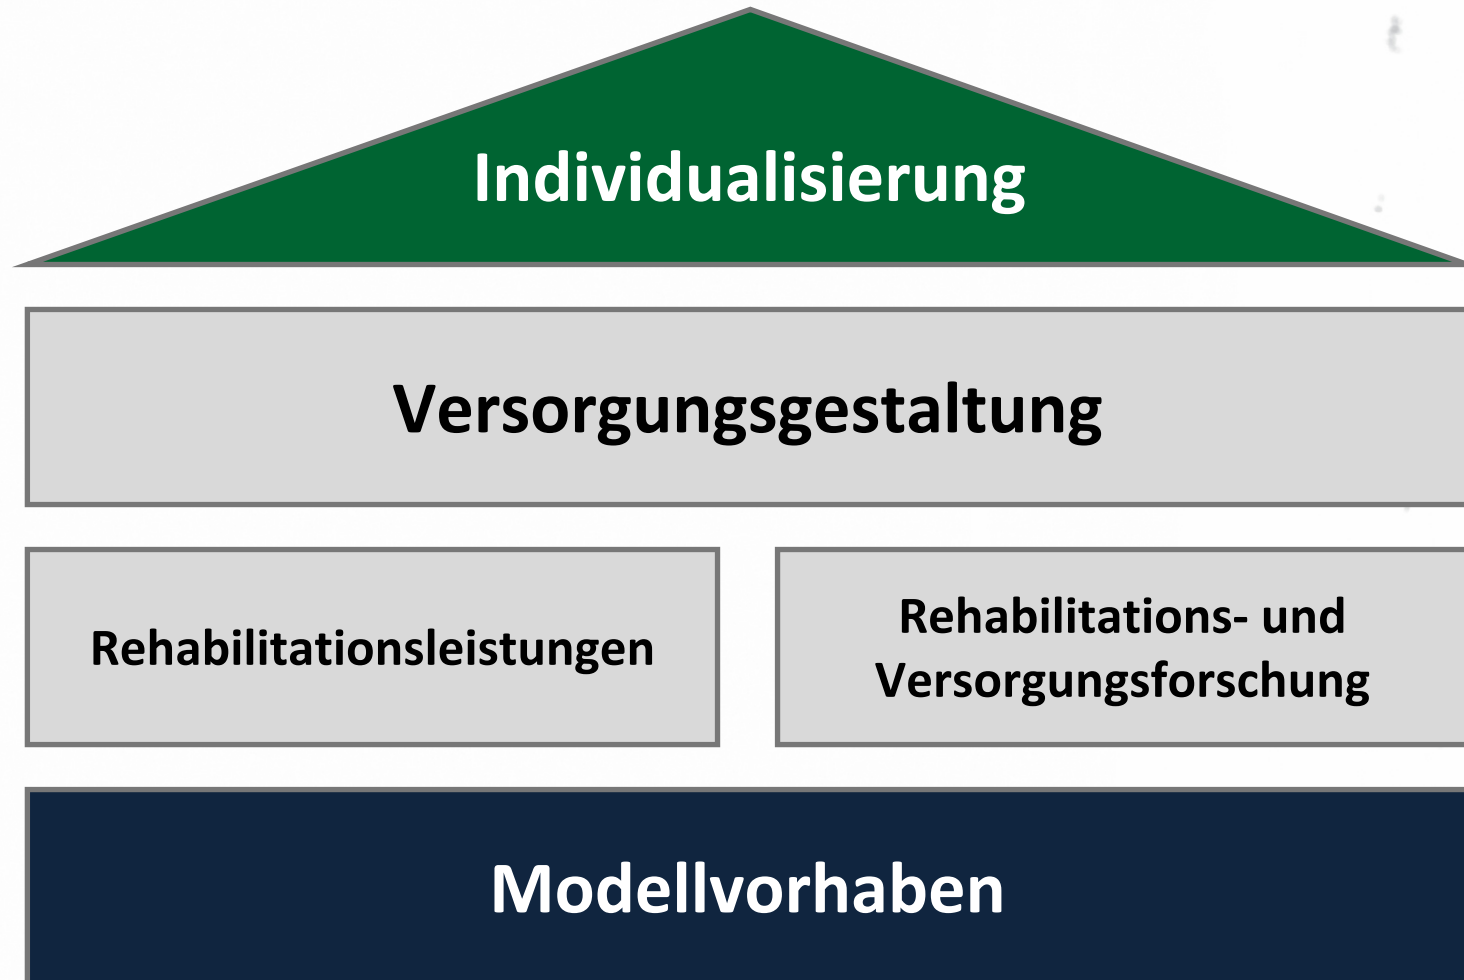 Individualisierung
Versorgungsgestaltung
Rehabilitationsleistungen
Rehabilitations- und
Versorgungsforschung
Modellvorhaben